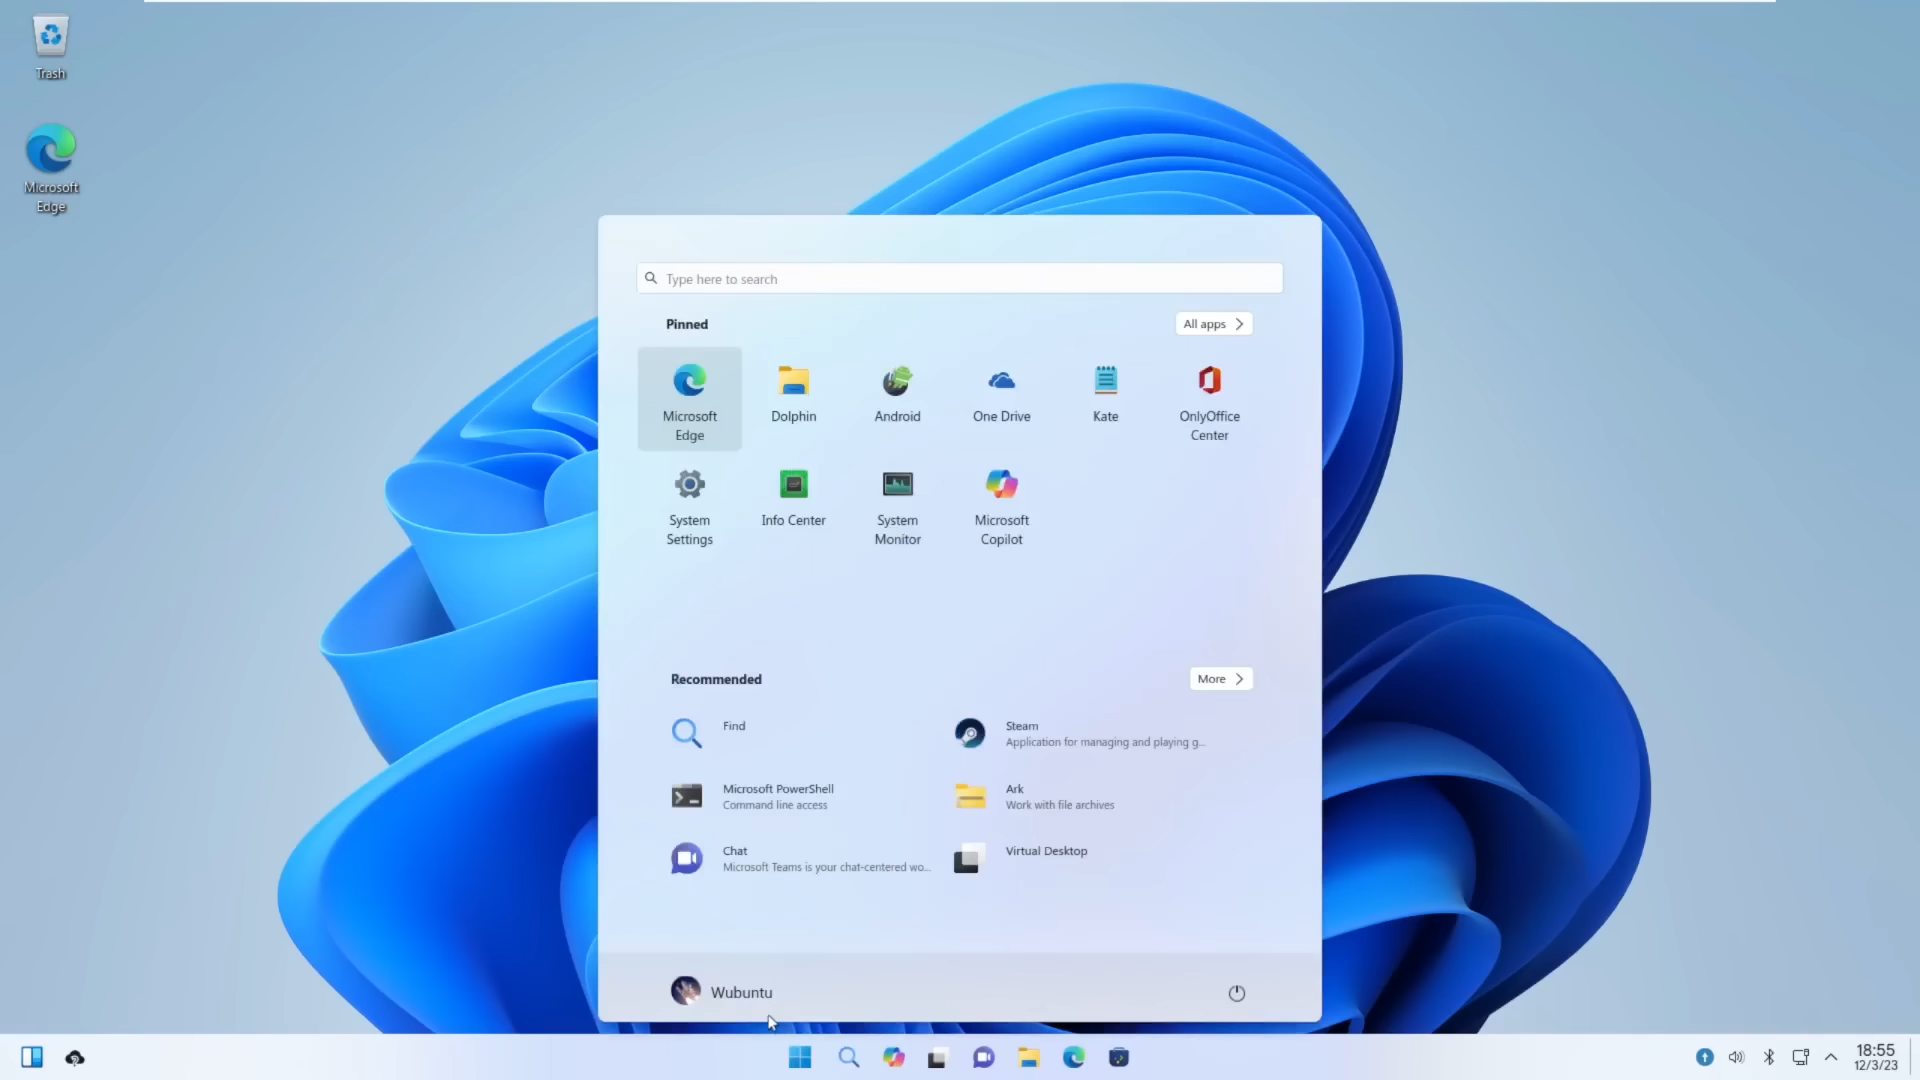 Trash
Microsoft
Edge
Type here to search
Pinned
All apps
Microsoft
Edge
Dolphin
Android
One Drive
Kate
OnlyOffice
Center
System
Settings
Info Center
System
Monitor
Microsoft
Copilot
Recommended
More
Find
Steam
Application for managing and playing g...
Microsoft PowerShell
Command line access
Ark
Work with file archives
Chat
Microsoft Teams is your chat-centered wo...
Virtual Desktop
Wubuntu
18:55
12/3/23